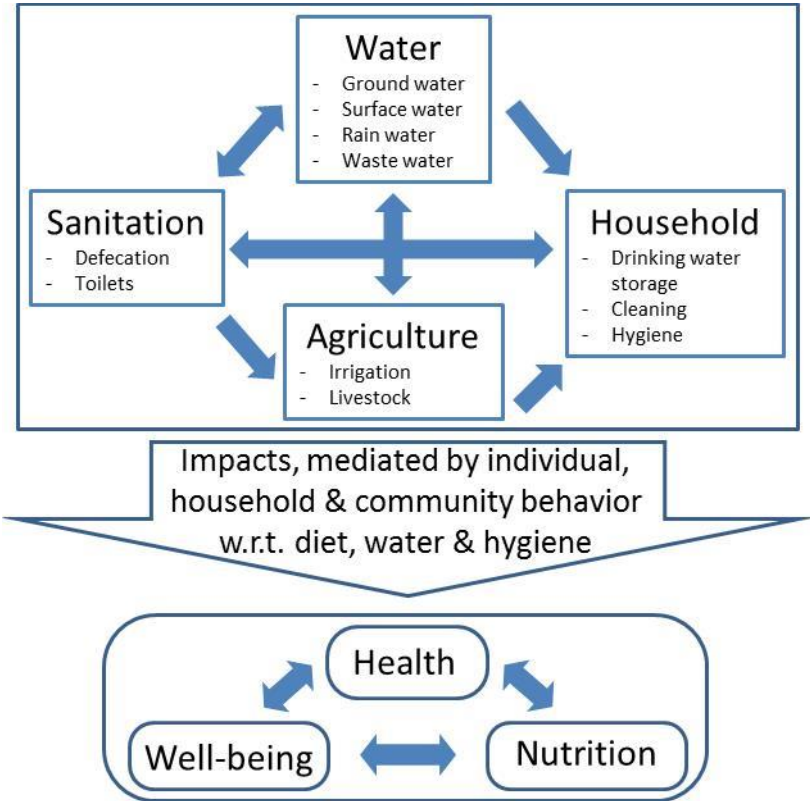 Water
- Ground water
- Surface water
- Rain water
- Waste water
Sanitation
- Defecation
- Toilets
Household
- Drinking water
storage
- Cleaning
- Hygiene
Agriculture
- Irrigation
- Livestock
Impacts, mediated by individual,
household & community behavior
w.r.t. diet, water & hygiene
Health
Well-being
Nutrition